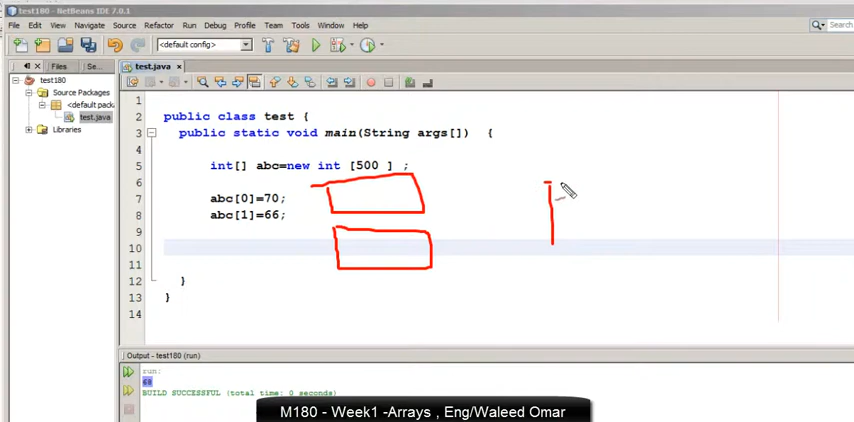 test180 - NetBeans IDE 7.0.1
File Edit View Navigate Source Refactor Run Debug Profile Team Tools Window Help
<default config>
Search
Files
Se...
test.java
test180
Source Packages
<default pack
test.java
Libraries
1
2 public class test {
3 public static void main(String args[]) {
4
5 int[] abc=new int [500 ] ;
6
7 abc[0]=70;
8 abc[1]=66;
9
10
11
12 }
13 }
14
Output - test180 (run)
run:
68
BUILD SUCCESSFUL (total time: 0 seconds)
M180 - Week1 -Arrays , Eng/Waleed Omar